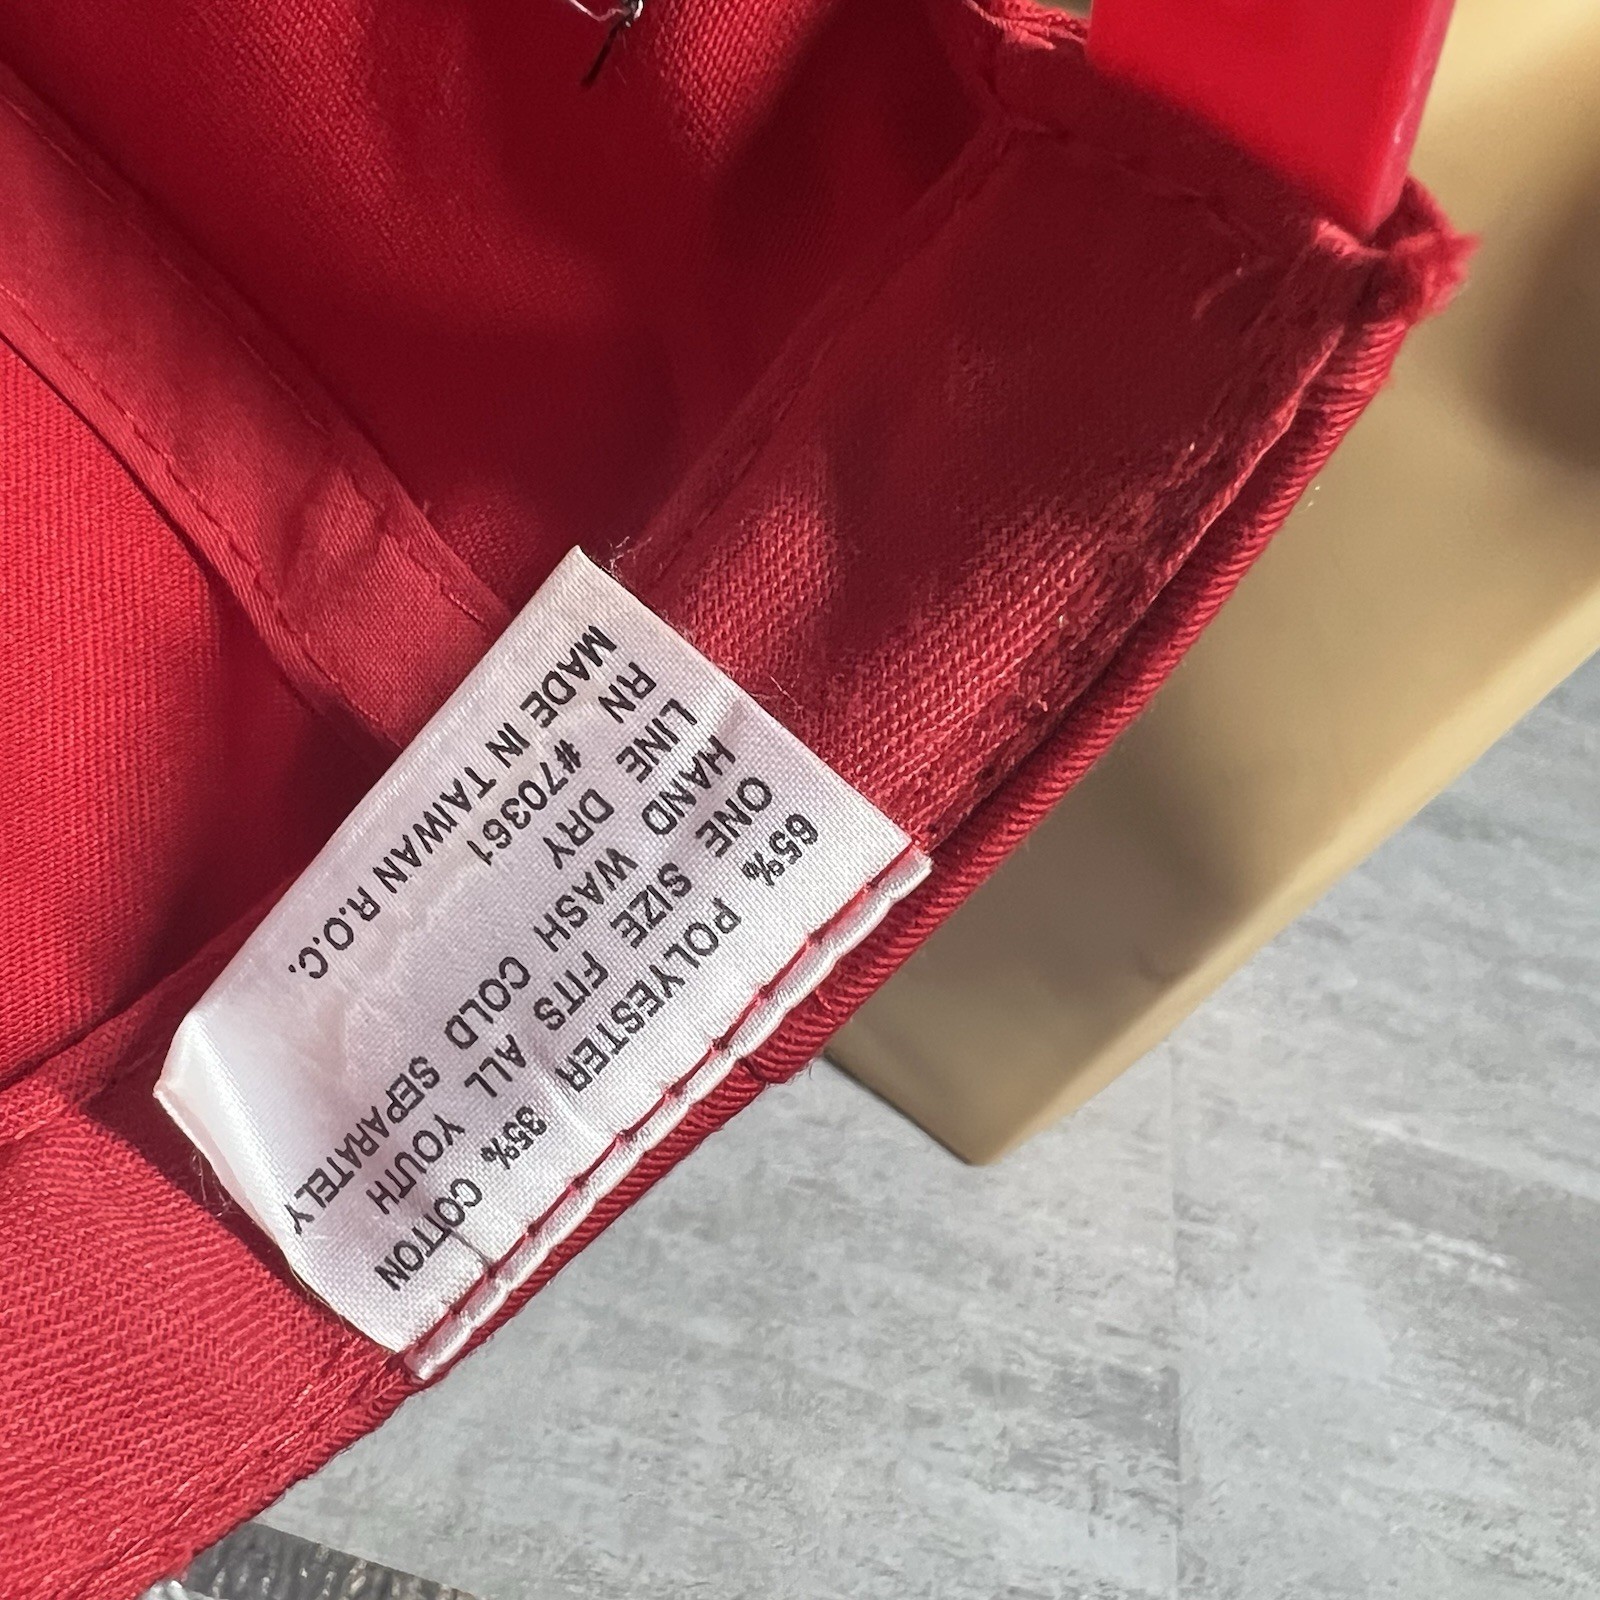 65% POLYESTER 35% COTTON
ONE SIZE FITS ALL YOUTH
HAND WASH COLD SEPARATELY
LINE DRY
RN #70361
MADE IN TAIWAN R.O.C.